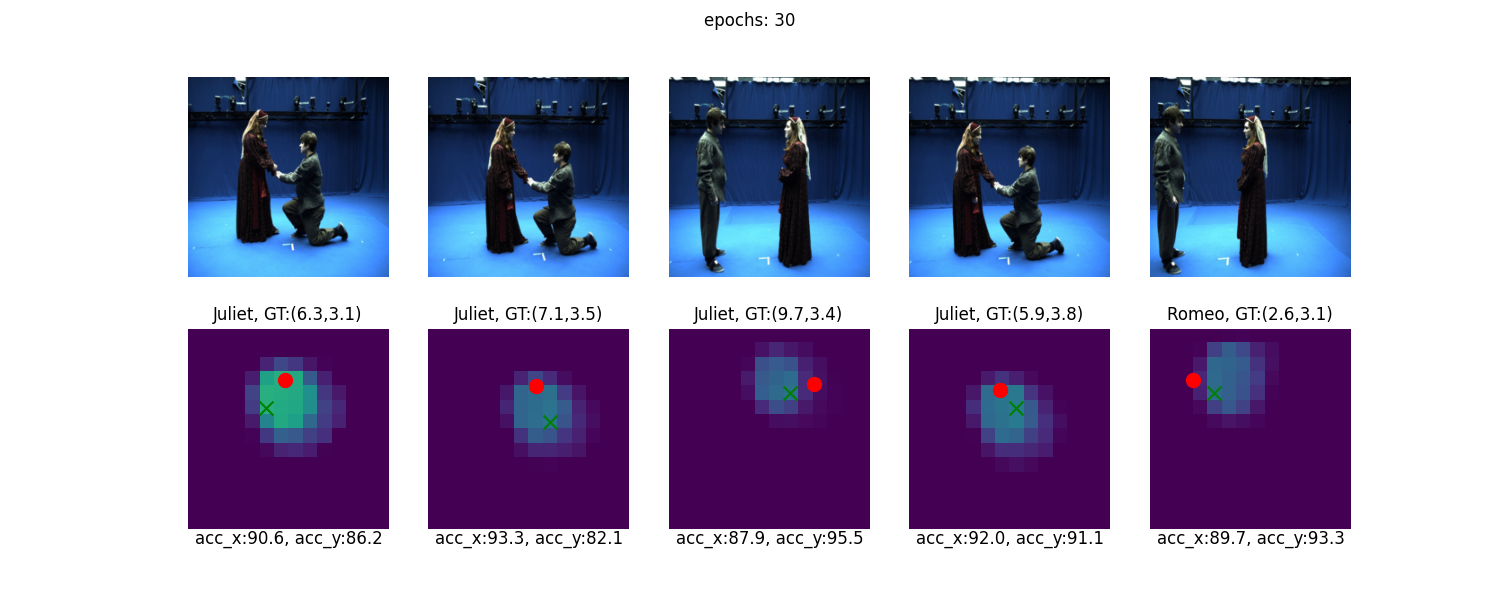 epochs: 30
Juliet, GT:(6.3,3.1)
Juliet, GT:(7.1,3.5)
Juliet, GT:(9.7,3.4)
Juliet, GT:(5.9,3.8)
Romeo, GT:(2.6,3.1)
acc_x:90.6, acc_y:86.2
acc_x:93.3, acc_y:82.1
acc_x:87.9, acc_y:95.5
acc_x:92.0, acc_y:91.1
acc_x:89.7, acc_y:93.3